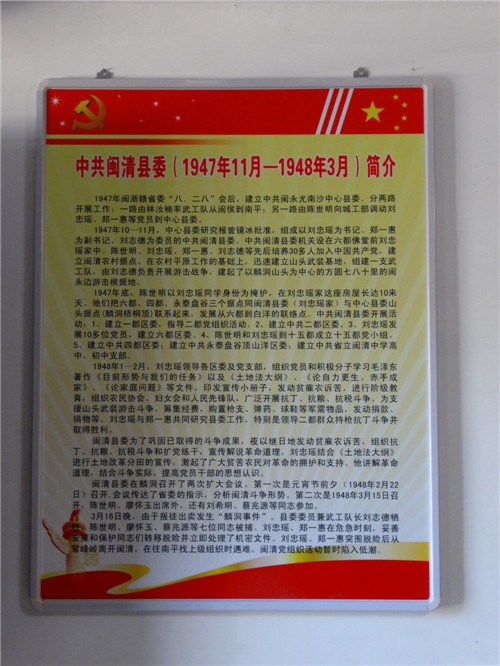 中共闽清县委（1947年11月—1948年3月）简介
1947年闽浙赣省委“八、二八”会后，建立中共闽永尤南沙中心县委。分两路
开展工作：一路由林汝楠率武工队从闽侯到南平；另一路由陈世明向城工部调动刘
忠瑶、郑一惠等党员到中心县委。
1947年10—11月，中心县委研究报曾镜冰批准，组成以刘忠瑶为书记、郑一惠
为副书记、刘志德为委员的中共闽清县委。中共闽清县委机关设在六都佛堂前刘忠
瑶家中。陈世明、刘忠瑶、郑一惠、刘志德等先后培养30多人加入中国共产党，建
立闽清农村据点。在农村开展工作的基础上，迅速建立山头武装基地，组建一支武
工队，由刘志德负责开展游击战争，建起了以麟洞山头为中心的方圆七八十里的闽
永边游击根据地。
1947年底，陈世明以刘忠瑶同学身份为掩护，在刘忠瑶家这座房屋长达10来
天。他们把六都、四都、永泰盘谷三个据点同闽清县委（刘忠瑶家）与中心县委山
头据点（麟洞梧桐顶）联系起来，发展从六都到白洋的联络点。中共闽清县委开展活
动：1、建立一都区委，指导二都党组织活动。2、建立中共二都区委。3、刘忠瑶发
展10多位党员，建立六都区委。4、陈世明和刘忠瑶到十五都成立十五都党小组。
5、建立中共四都区委；建立中共永泰盘谷顶山洋区委；建立中共省立闽清中学高
中、初中支部。
1948年1—2月，刘忠瑶领导各区委及党支部，组织党员和积极分子学习毛泽东
著作《目前形势与我们的任务》以及《土地法大纲》、《论自力更生、赤手成
家》、《论家庭问题》等文件，印发宣传小册子，发动贫雇农诉苦，进行阶级教
育，组织农民协会、妇女会和人民先锋队，广泛开展抗丁、抗粮、抗税斗争。为支
援山头武装游击斗争，筹集经费，购置枪支、弹药、球鞋等军需物品，发动捐款、
捐物等。刘忠瑶与郑一惠共同研究县委工作，特别是领导二都群众持枪抗丁斗争并
取得胜利。
闽清县委为了巩固已取得的斗争成果，夜以继日地发动贫雇农诉苦，组织抗
丁、抗粮、抗税斗争和扩党练干，宣传解说革命道理。刘忠瑶结合《土地法大纲》
进行土地改革分田的宣传，激起了广大贫苦农民对革命的拥护和支持。他讲解革命
道理，结合斗争实际，提高党员干部的思想认识。
闽清县委在麟洞召开了两次扩大会议。第一次是元宵节前夕（1948年2月22
日）召开，会议传达了省委的指示，分析闽清斗争形势。第二次是1948年3月15日召
开，陈世明、廖怀玉出席外，还有刘希明、蔡兆源等同志参加。
3月16日晚，由于叛徒出卖发生“麟洞事件”，县委委员兼武工队长刘志德牺
牲。陈世明、廖怀玉、蔡兆源等七位同志被捕，刘忠瑶、郑一惠在危急时刻，妥善
安排和保护同志们转移脱险并立即处理了机密文件。刘忠瑶、郑一惠突围脱险后从
鹭峰岭离开闽清，在往南平找上级组织时遇难。闽清党组织活动暂时陷入低潮。